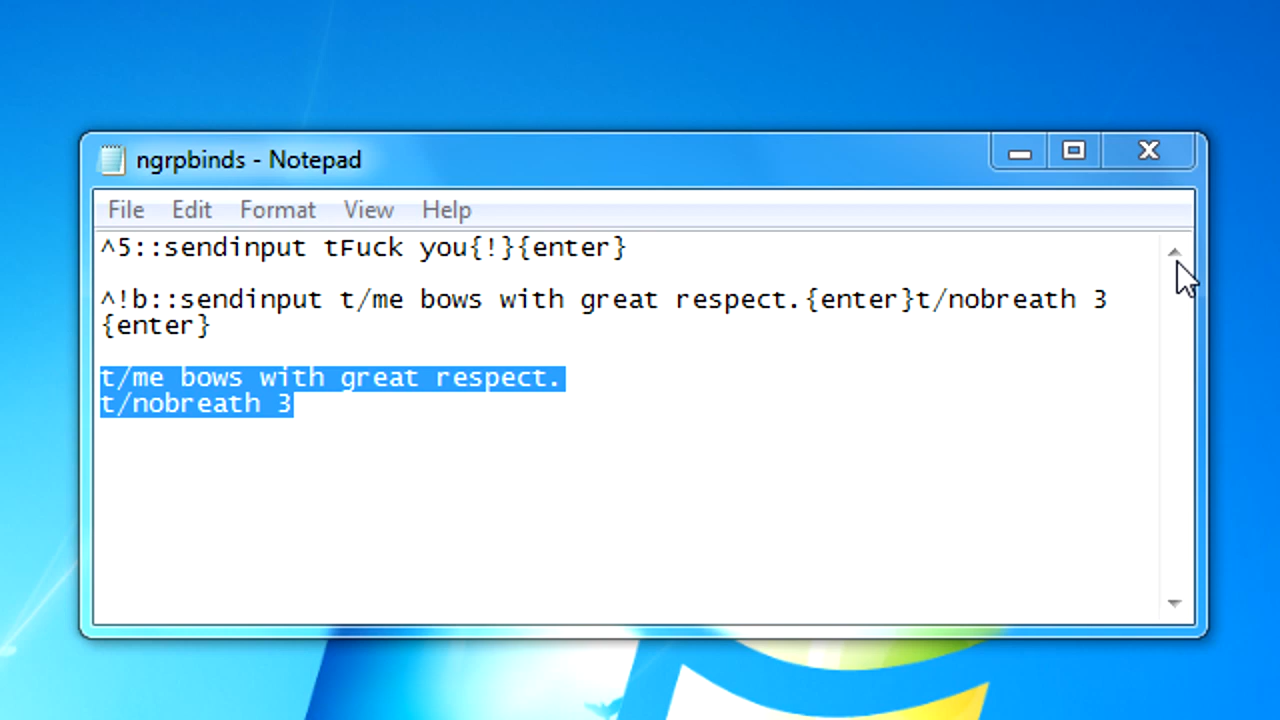 ngrpbinds - Notepad
File Edit Format View Help
^5::sendinput tFuck you{!}{enter}
^!b::sendinput t/me bows with great respect.{enter}t/nobreath 3
{enter}
t/me bows with great respect.
t/nobreath 3